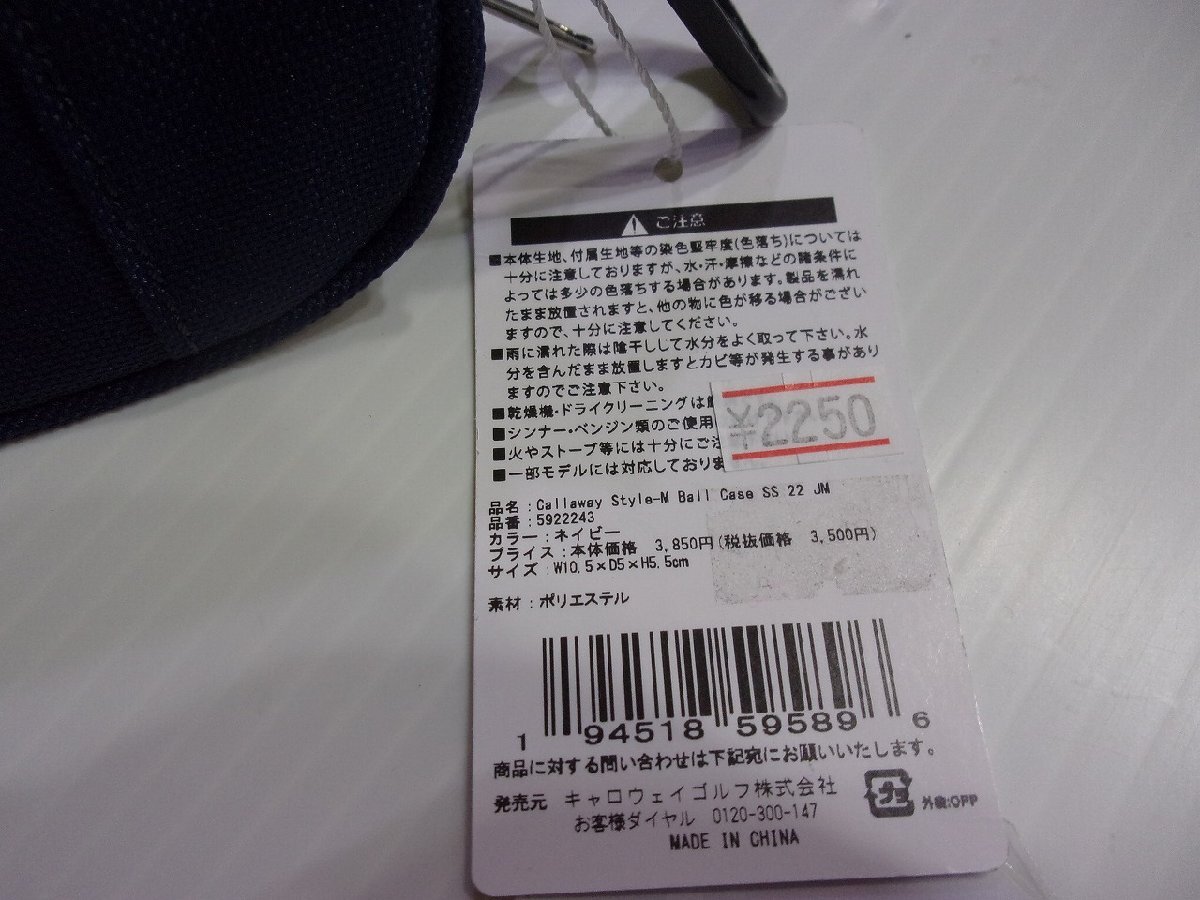 ご注意
■本体生地、付属生地等の染色堅牢度(色落ち)については
十分に注意しておりますが、水・汗・摩擦などの諸条件に
よっては多少の色落ちする場合があります。製品を濡れ
たまま放置されますと、他の物に色が移る場合がござい
ますので、十分に注意してください。
■雨に濡れた際は陰干しして水分をよく取って下さい。水
分を含んだまま放置しますとカビ等が発生する事があり
ますのでご注意下さい。
■乾燥機・ドライクリーニングは
■シンナー・ベンジン類のご使用
■火やストーブ等には十分にご注
■一部モデルには対応しておりま
¥2250
品名:Callaway Style-M Ball Case SS 22 JM
品番:5922243
カラー:ネイビー
プライス:本体価格 3,850円(税抜価格 3,500円)
サイズ:W10.5×D5×H5.5cm
素材:ポリエステル
1 94518 59589 6
商品に対する問い合わせは下記宛にお願いいたします。
発売元 キャロウェイゴルフ株式会社
お客様ダイヤル 0120-300-147
MADE IN CHINA
プラ
外袋:OPP